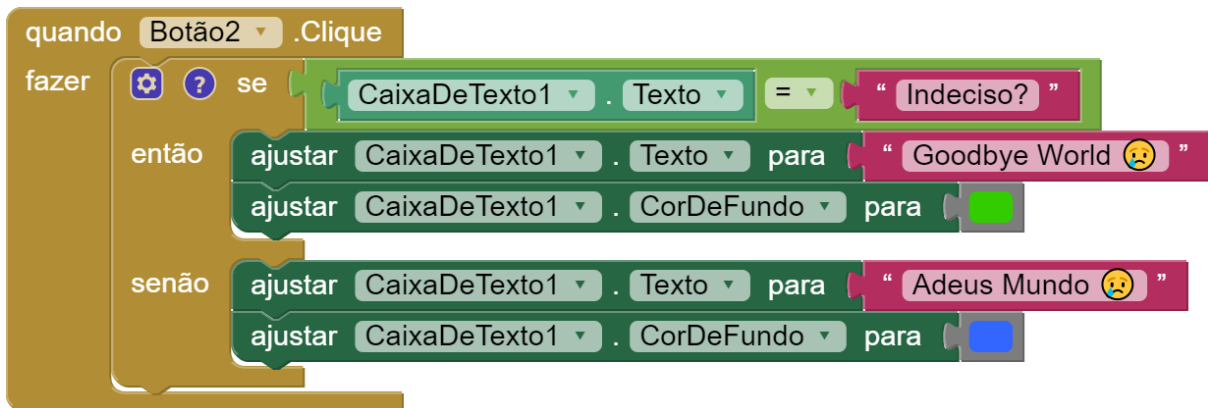 quando Botão2 .Clique
fazer ? se CaixaDeTexto1 . Texto = “ Indeciso? ”
então ajustar CaixaDeTexto1 . Texto para “ Goodbye World 😢 ”
ajustar CaixaDeTexto1 . CorDeFundo para
senão ajustar CaixaDeTexto1 . Texto para “ Adeus Mundo 😢 ”
ajustar CaixaDeTexto1 . CorDeFundo para